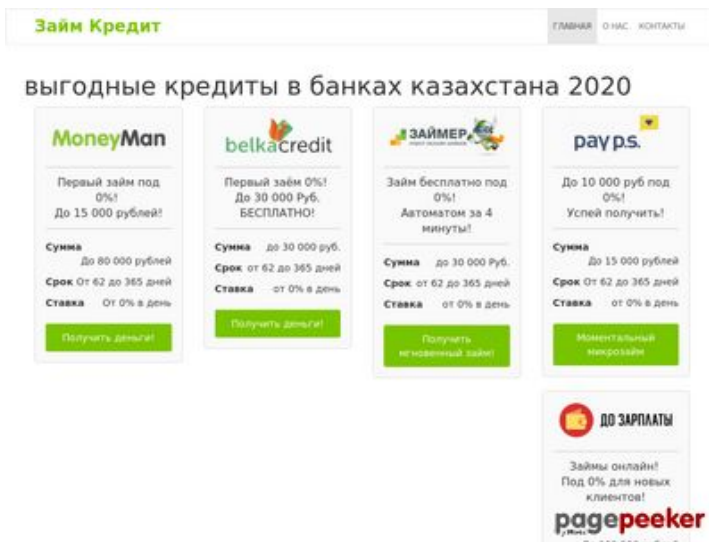 Займ Кредит
ГЛАВНАЯ О НАС КОНТАКТЫ
выгодные кредиты в банках казахстана 2020
MoneyMan
Первый займ под
0%!
До 15 000 рублей!
Сумма
До 80 000 рублей
Срок От 62 до 365 дней
Ставка От 0% в день
Получить деньги!
belkacredit
Первый заём 0%!
До 30 000 Руб.
БЕСПЛАТНО!
Сумма до 30 000 руб.
Срок от 62 до 365 дней
Ставка от 0% в день
Получить деньги!
ЗАЙМЕР
Займ бесплатно под
0%!
Автоматом за 4
минуты!
Сумма до 30 000 Руб.
Срок от 62 до 365 дней
Ставка от 0% в день
Получить
мгновенный займ!
pay p.s.
До 10 000 руб под
0%!
Успей получить!
Сумма
До 15 000 рублей
Срок От 62 до 365 дней
Ставка от 0% в день
Моментальный
микрозайм
ДО ЗАРПЛАТЫ
Займы онлайн!
Под 0% для новых
клиентов!
pagepeeker